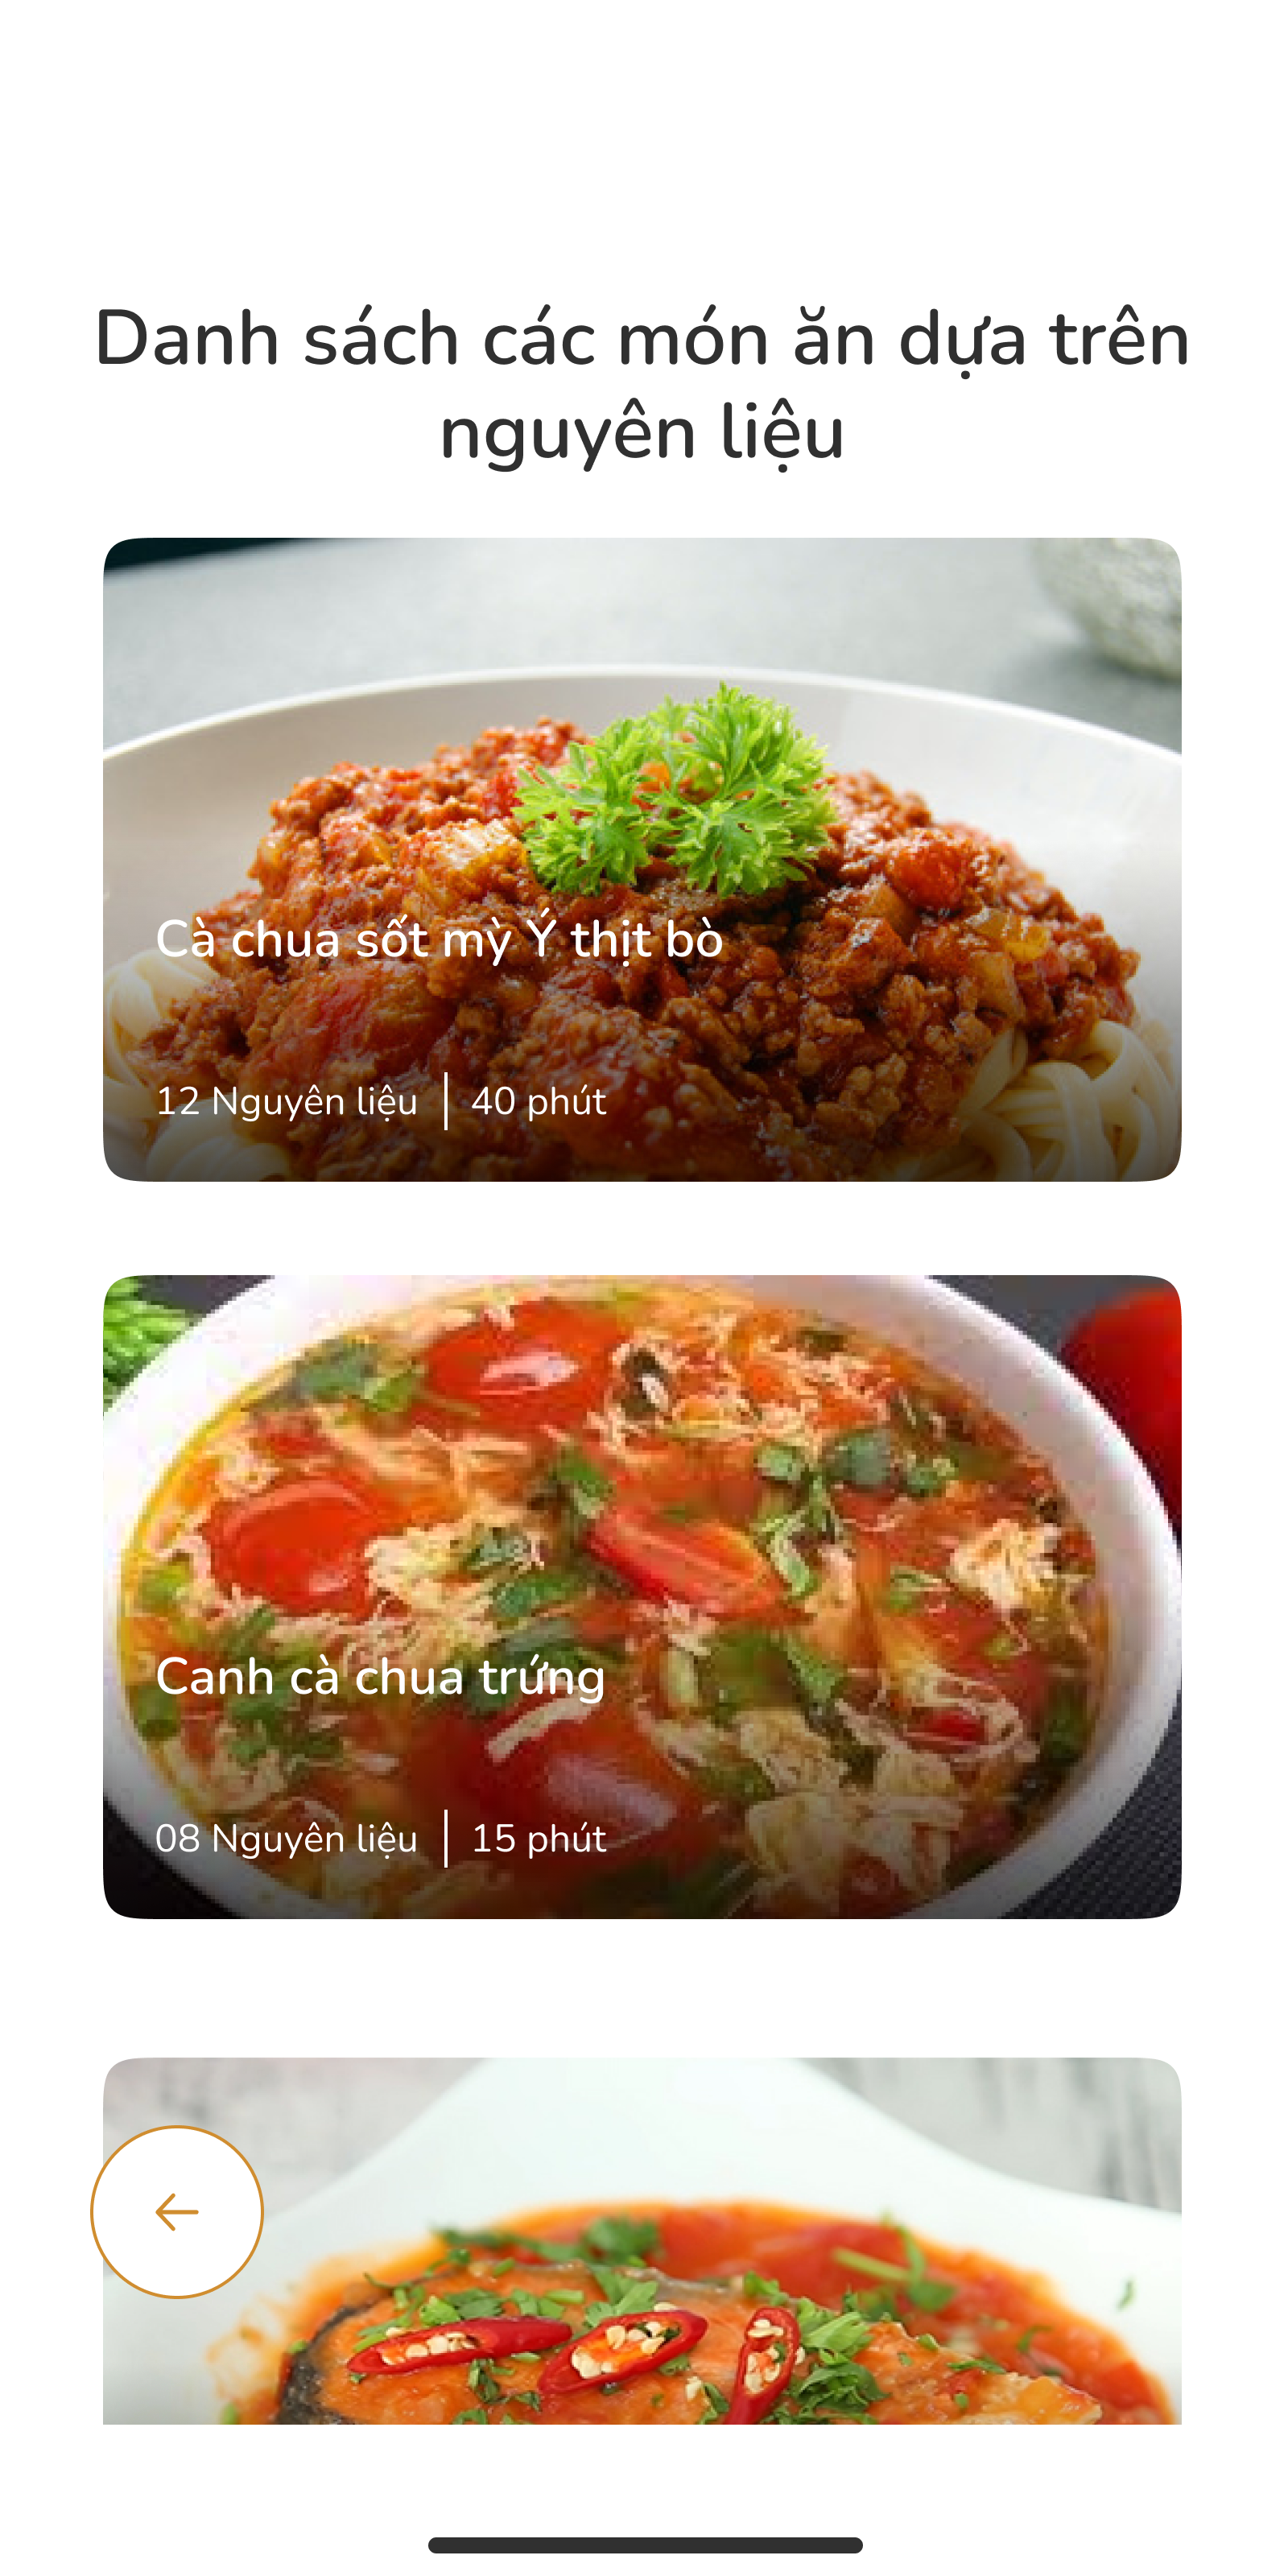 Danh sách các món ăn dựa trên
nguyên liệu
Cà chua sốt mỳ Ý thịt bò
12 Nguyên liệu | 40 phút
Canh cà chua trứng
08 Nguyên liệu | 15 phút